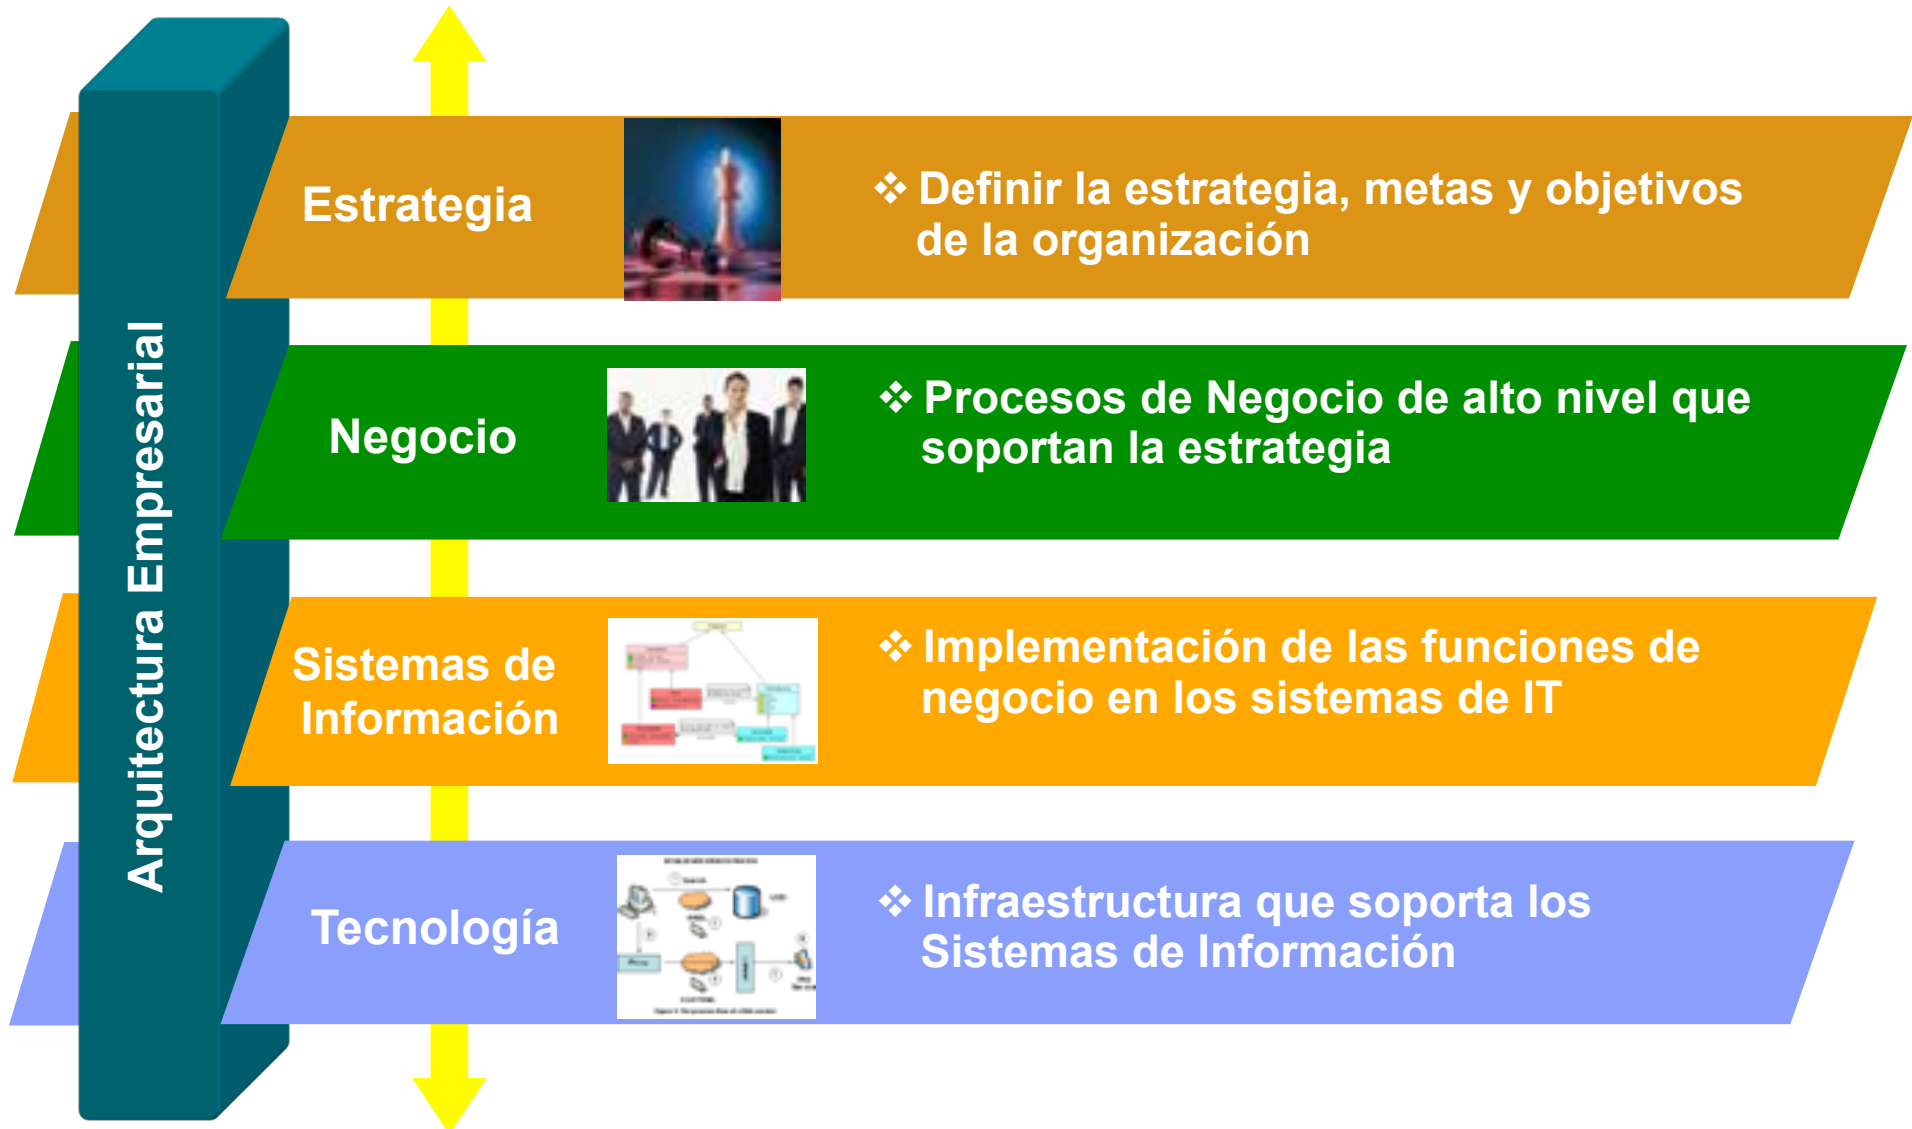 Arquitectura Empresarial
Estrategia
❖ Definir la estrategia, metas y objetivos
de la organización
Negocio
❖ Procesos de Negocio de alto nivel que
soportan la estrategia
Sistemas de
Información
❖ Implementación de las funciones de
negocio en los sistemas de IT
Tecnología
❖ Infraestructura que soporta los
Sistemas de Información